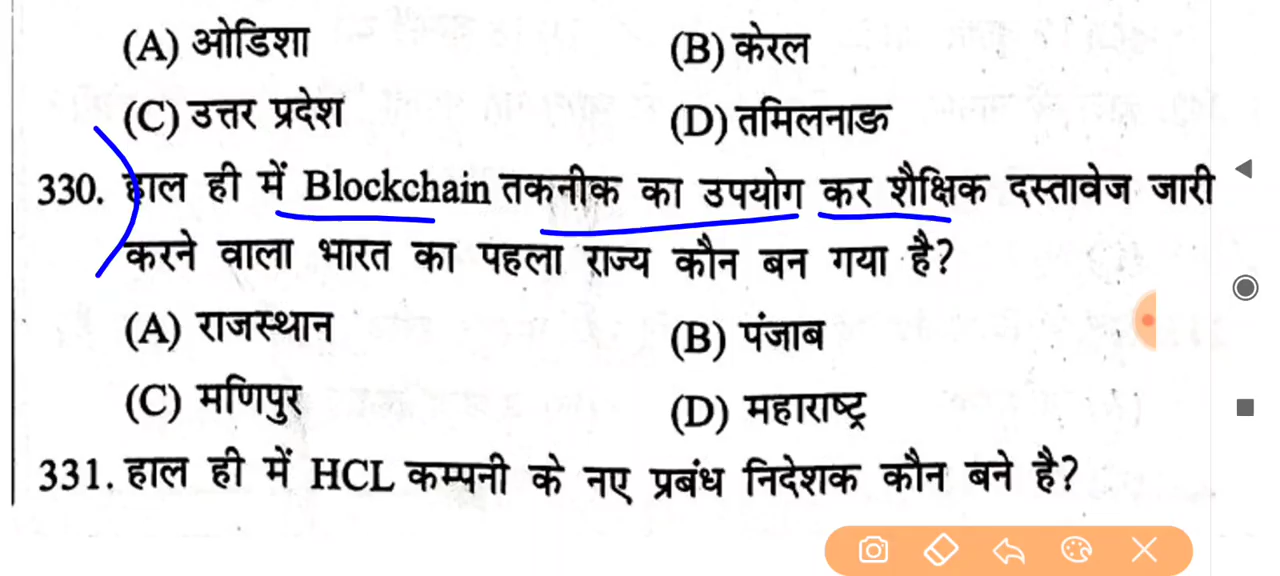 (A) ओडिशा (B) केरल
(C) उत्तर प्रदेश (D) तमिलनाडु
330. हाल ही में Blockchain तकनीक का उपयोग कर शैक्षिक दस्तावेज जारी
करने वाला भारत का पहला राज्य कौन बन गया है?
(A) राजस्थान (B) पंजाब
(C) मणिपुर (D) महाराष्ट्र
331. हाल ही में HCL कम्पनी के नए प्रबंध निदेशक कौन बने है?